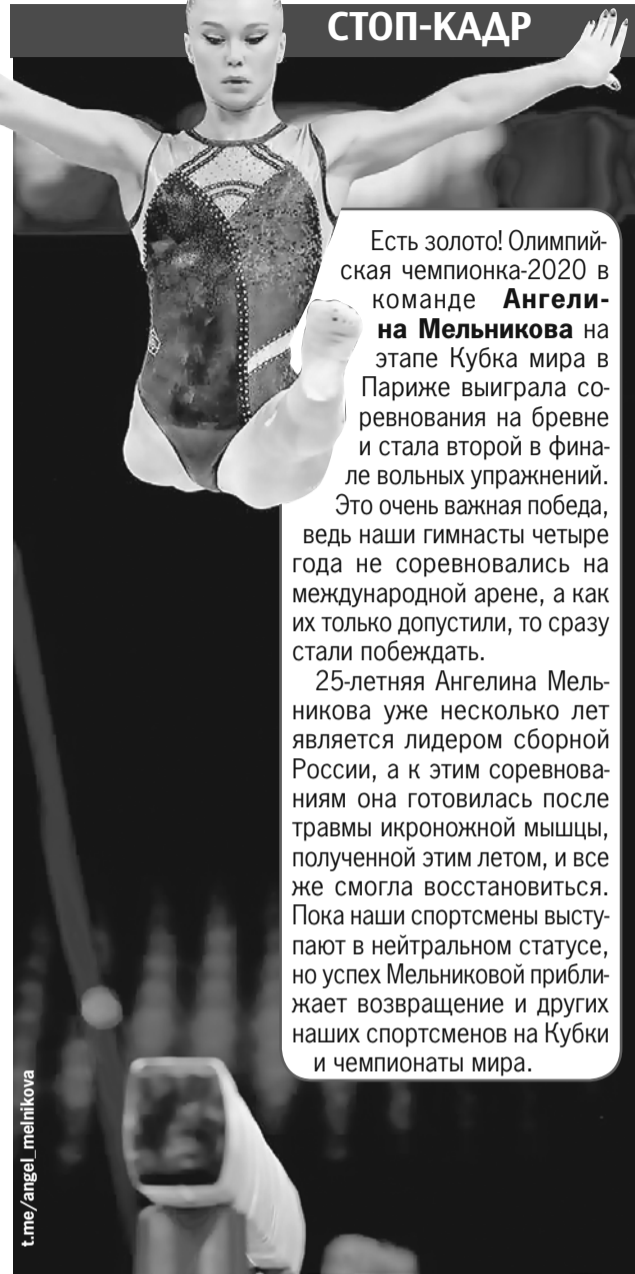 СТОП-КАДР
Есть золото! Олимпий-
ская чемпионка-2020 в
команде Ангели-
на Мельникова на
этапе Кубка мира в
Париже выиграла со-
ревнования на бревне
и стала второй в фина-
ле вольных упражнений.
Это очень важная победа,
ведь наши гимнасты четыре
года не соревновались на
международной арене, а как
их только допустили, то сразу
стали побеждать.
25-летняя Ангелина Мель-
никова уже несколько лет
является лидером сборной
России, а к этим соревнова-
ниям она готовилась после
травмы икроножной мышцы,
полученной этим летом, и все
же смогла восстановиться.
Пока наши спортсмены высту-
пают в нейтральном статусе,
но успех Мельниковой прибли-
жает возвращение и других
наших спортсменов на Кубки
и чемпионаты мира.
t.me/angel_melnikova